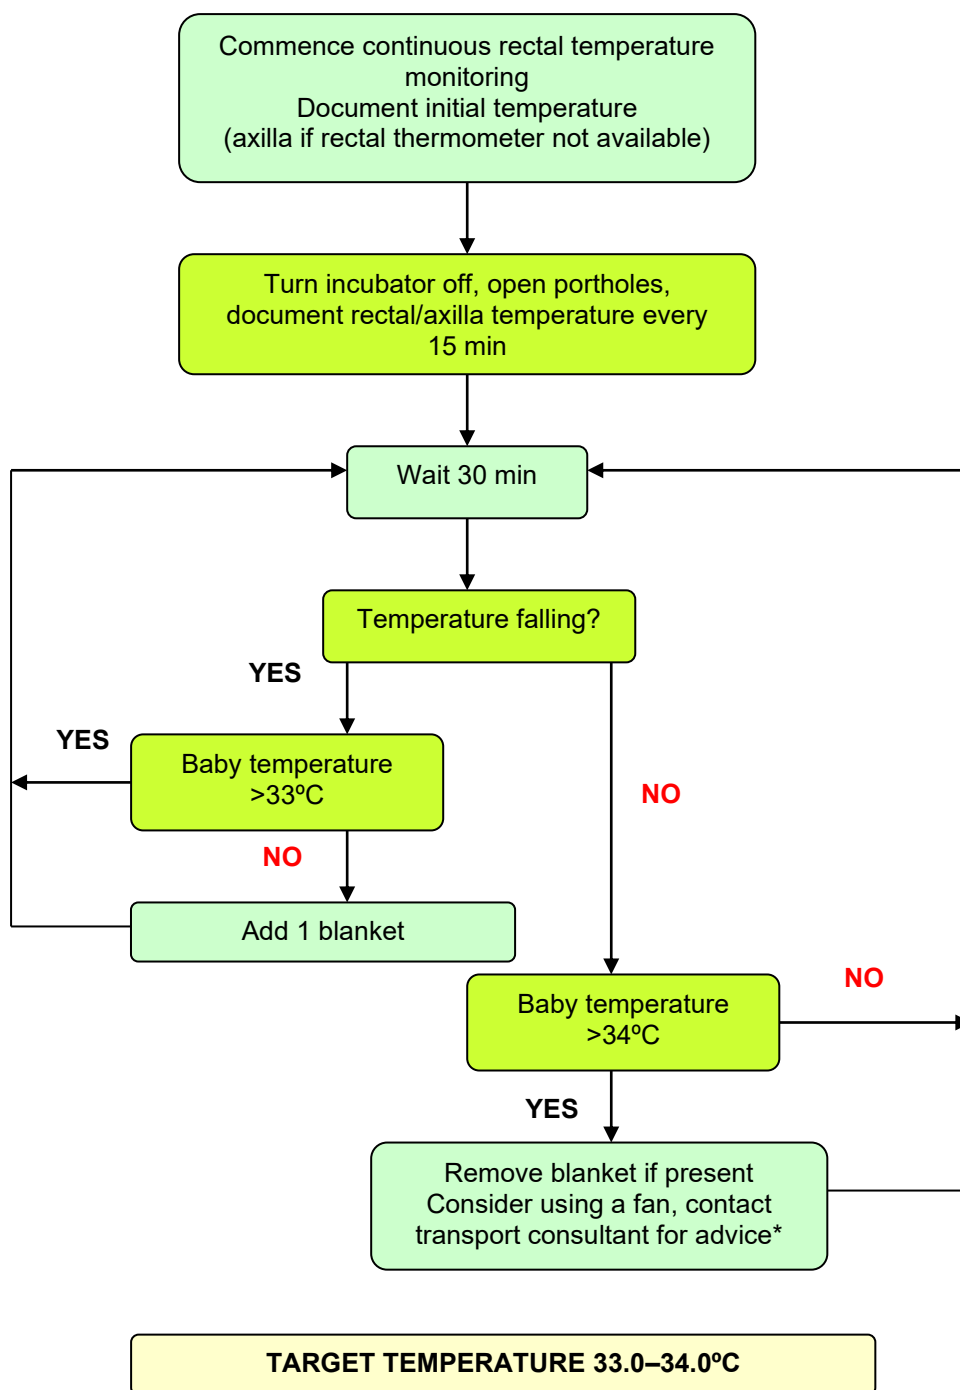 Commence continuous rectal temperature
monitoring
Document initial temperature
(axilla if rectal thermometer not available)
Turn incubator off, open portholes,
document rectal/axilla temperature every
15 min
Wait 30 min
Temperature falling?
YES
YES
Baby temperature
>33ºC
NO
NO
Add 1 blanket
NO
Baby temperature
>34ºC
YES
Remove blanket if present
Consider using a fan, contact
transport consultant for advice*
TARGET TEMPERATURE 33.0–34.0ºC